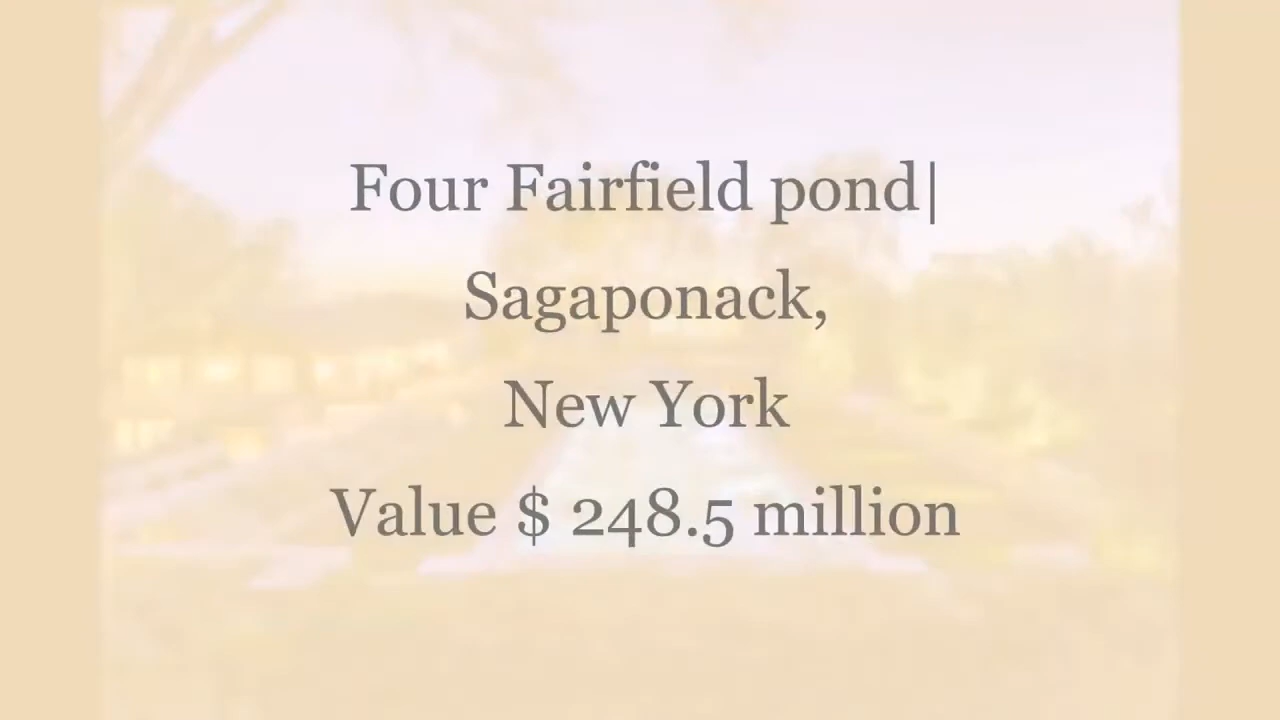 Four Fairfield pond|
Sagaponack,
New York
Value $ 248.5 million